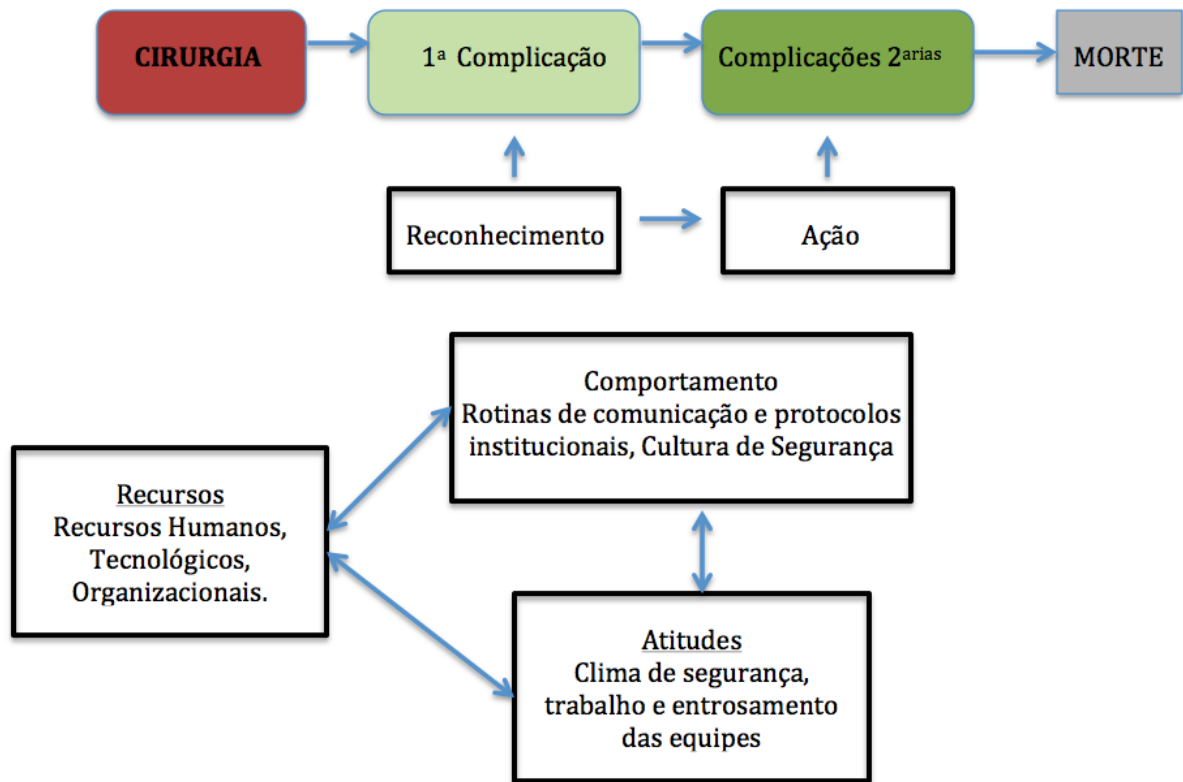 CIRURGIA
1ª Complicação
Complicações 2ᵃʳⁱᵃˢ
MORTE
Reconhecimento
Ação
Comportamento
Rotinas de comunicação e protocolos
institucionais, Cultura de Segurança
Recursos
Recursos Humanos,
Tecnológicos,
Organizacionais.
Atitudes
Clima de segurança,
trabalho e entrosamento
das equipes